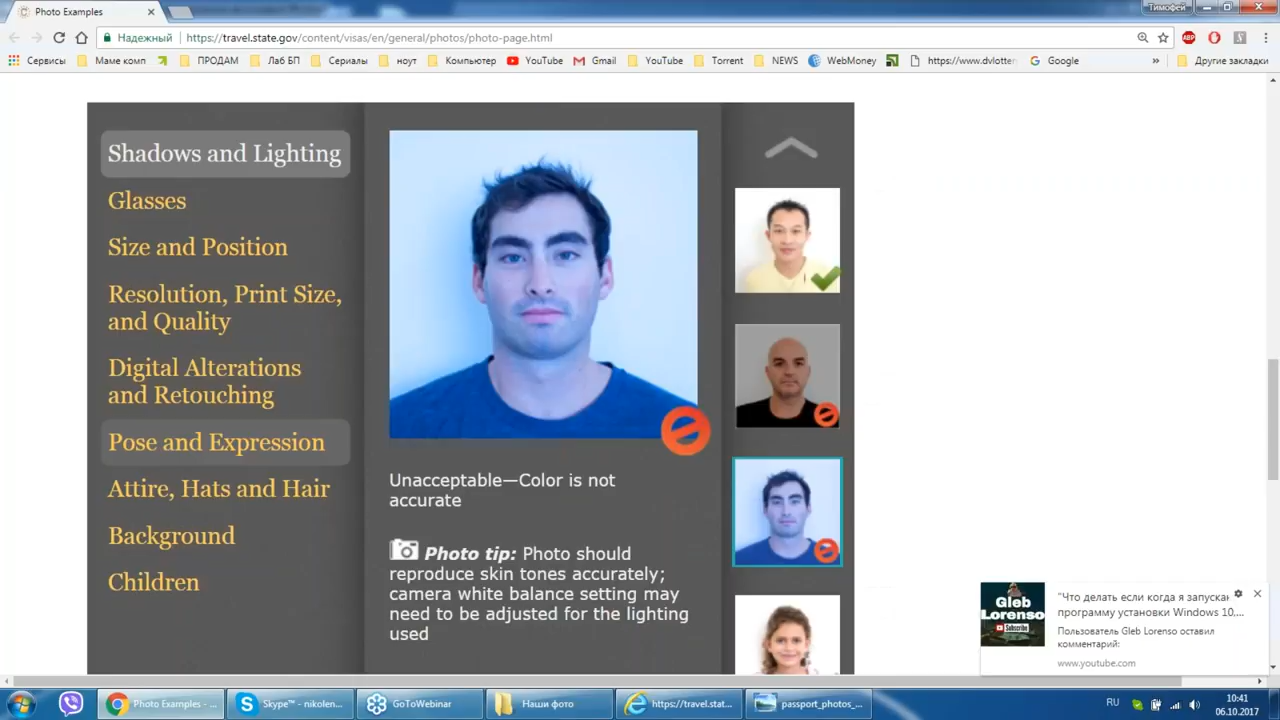 Photo Examples
Тимофей
Надежный
https://travel.state.gov/content/visas/en/general/photos/photo-page.html
Сервисы
Маме комп
ПРОДАМ
Лаб БП
Сериалы
ноут
Компьютер
YouTube
Gmail
YouTube
Torrent
NEWS
WebMoney
https://www.dvlotter
Google
»
Другие закладки
Shadows and Lighting
Glasses
Size and Position
Resolution, Print Size,
and Quality
Digital Alterations
and Retouching
Pose and Expression
Attire, Hats and Hair
Background
Children
Unacceptable—Color is not
accurate
Photo tip: Photo should
reproduce skin tones accurately;
camera white balance setting may
need to be adjusted for the lighting
used
Gleb
Lorenso
Subscribe
"Что делать если когда я запускаю
программу установки Windows 10,...
Пользователь Gleb Lorenso оставил
комментарий:
www.youtube.com
Photo Examples - ...
Skype™ - nikolen...
GoToWebinar
Наши фото
https://travel.stat...
passport_photos_...
RU
10:41
06.10.2017